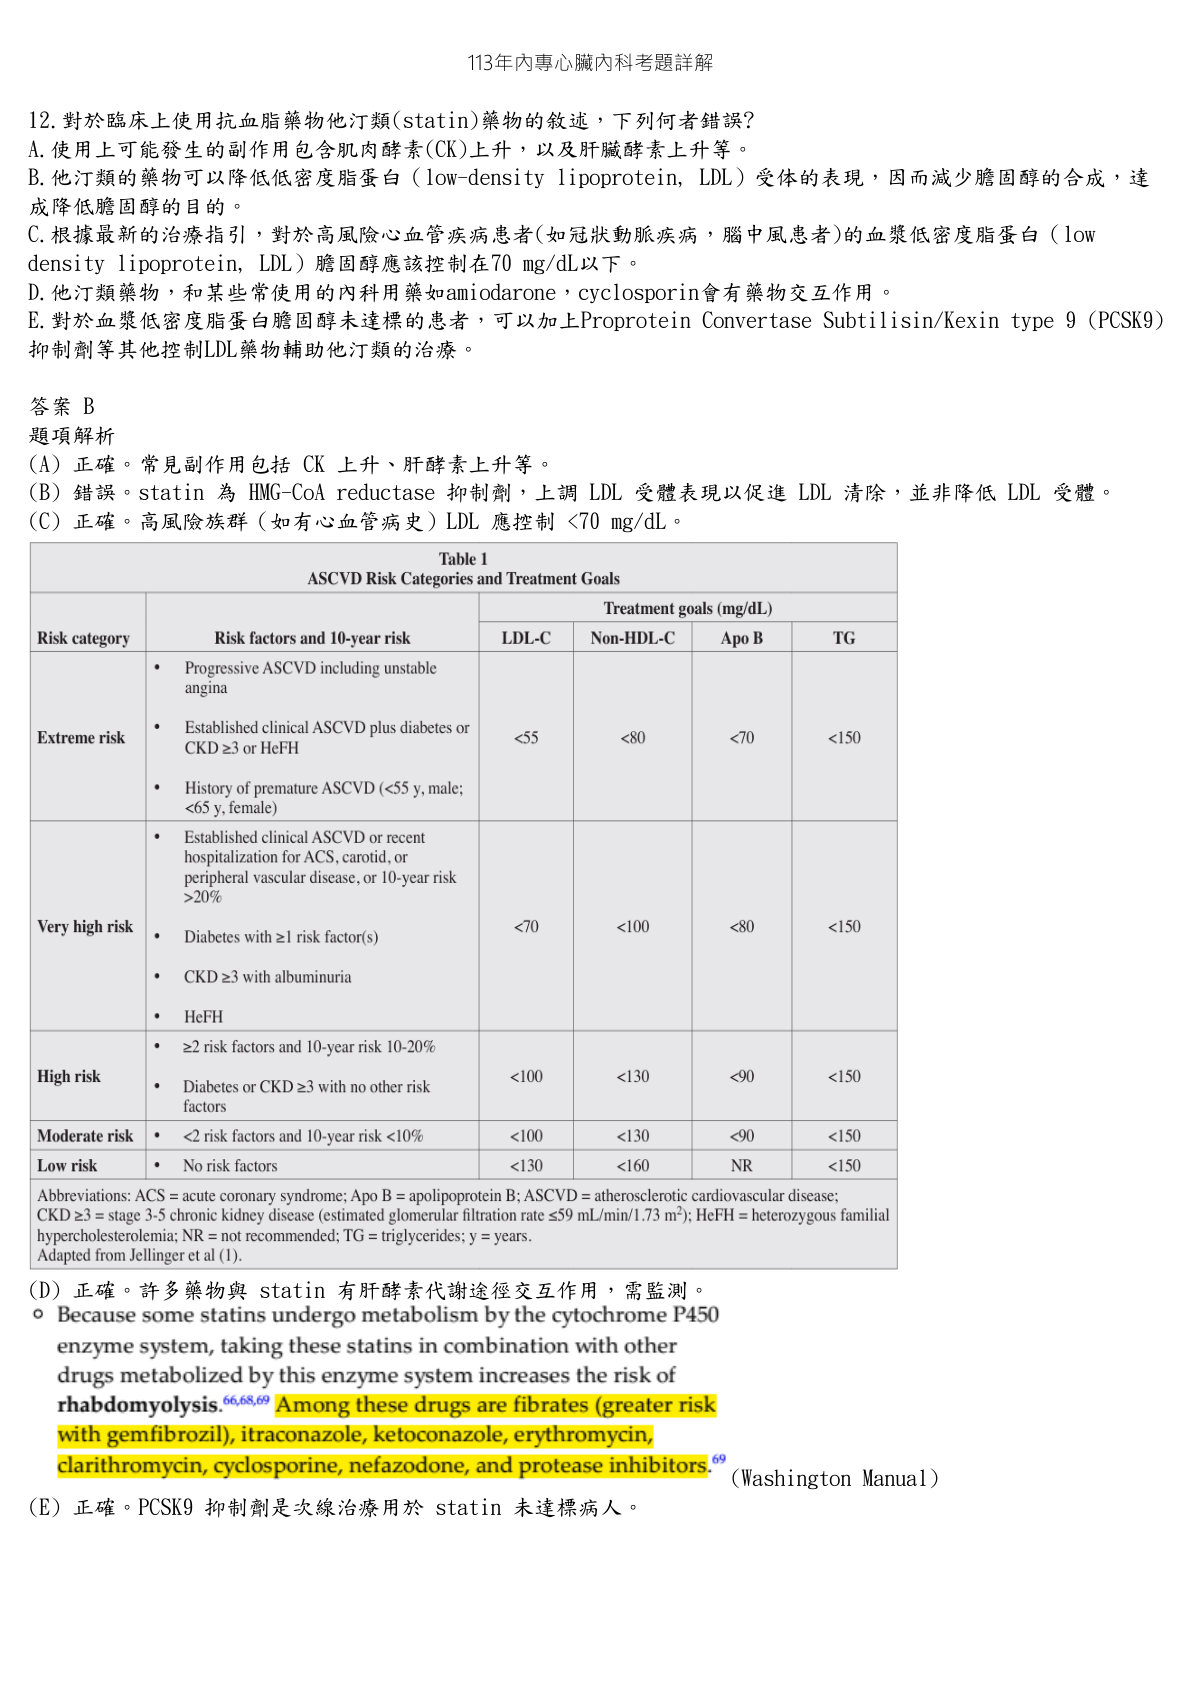 113年內專心臟內科考題詳解
12.對於臨床上使用抗血脂藥物他汀類(statin)藥物的敘述，下列何者錯誤?
A.使用上可能發生的副作用包含肌肉酵素(CK)上升，以及肝臟酵素上升等。
B.他汀類的藥物可以降低低密度脂蛋白（low-density lipoprotein, LDL）受体的表現，因而減少膽固醇的合成，達
成降低膽固醇的目的。
C.根據最新的治療指引，對於高風險心血管疾病患者(如冠狀動脈疾病，腦中風患者)的血漿低密度脂蛋白（low
density lipoprotein, LDL）膽固醇應該控制在70 mg/dL以下。
D.他汀類藥物，和某些常使用的內科用藥如amiodarone，cyclosporin會有藥物交互作用。
E.對於血漿低密度脂蛋白膽固醇未達標的患者，可以加上Proprotein Convertase Subtilisin/Kexin type 9 (PCSK9)
抑制劑等其他控制LDL藥物輔助他汀類的治療。
答案 B
題項解析
(A) 正確。常見副作用包括 CK 上升、肝酵素上升等。
(B) 錯誤。statin 為 HMG-CoA reductase 抑制劑，上調 LDL 受體表現以促進 LDL 清除，並非降低 LDL 受體。
(C) 正確。高風險族群（如有心血管病史）LDL 應控制 <70 mg/dL。
Table 1
ASCVD Risk Categories and Treatment Goals
Treatment goals (mg/dL)
Risk category Risk factors and 10-year risk LDL-C Non-HDL-C Apo B TG
• Progressive ASCVD including unstable
angina
• Established clinical ASCVD plus diabetes or
Extreme risk <55 <80 <70 <150
CKD ≥3 or HeFH
• History of premature ASCVD (<55 y, male;
<65 y, female)
• Established clinical ASCVD or recent
hospitalization for ACS, carotid, or
peripheral vascular disease, or 10-year risk
>20%
Very high risk <70 <100 <80 <150
• Diabetes with ≥1 risk factor(s)
• CKD ≥3 with albuminuria
• HeFH
• ≥2 risk factors and 10-year risk 10-20%
High risk <100 <130 <90 <150
• Diabetes or CKD ≥3 with no other risk
factors
Moderate risk • <2 risk factors and 10-year risk <10% <100 <130 <90 <150
Low risk • No risk factors <130 <160 NR <150
Abbreviations: ACS = acute coronary syndrome; Apo B = apolipoprotein B; ASCVD = atherosclerotic cardiovascular disease;
CKD ≥3 = stage 3-5 chronic kidney disease (estimated glomerular filtration rate ≤59 mL/min/1.73 m²); HeFH = heterozygous familial
hypercholesterolemia; NR = not recommended; TG = triglycerides; y = years.
Adapted from Jellinger et al (1).
(D) 正確。許多藥物與 statin 有肝酵素代謝途徑交互作用，需監測。
Because some statins undergo metabolism by the cytochrome P450
enzyme system, taking these statins in combination with other
drugs metabolized by this enzyme system increases the risk of
rhabdomyolysis.66,68,69 Among these drugs are fibrates (greater risk
with gemfibrozil), itraconazole, ketoconazole, erythromycin,
clarithromycin, cyclosporine, nefazodone, and protease inhibitors.69 (Washington Manual)
(E) 正確。PCSK9 抑制劑是次線治療用於 statin 未達標病人。